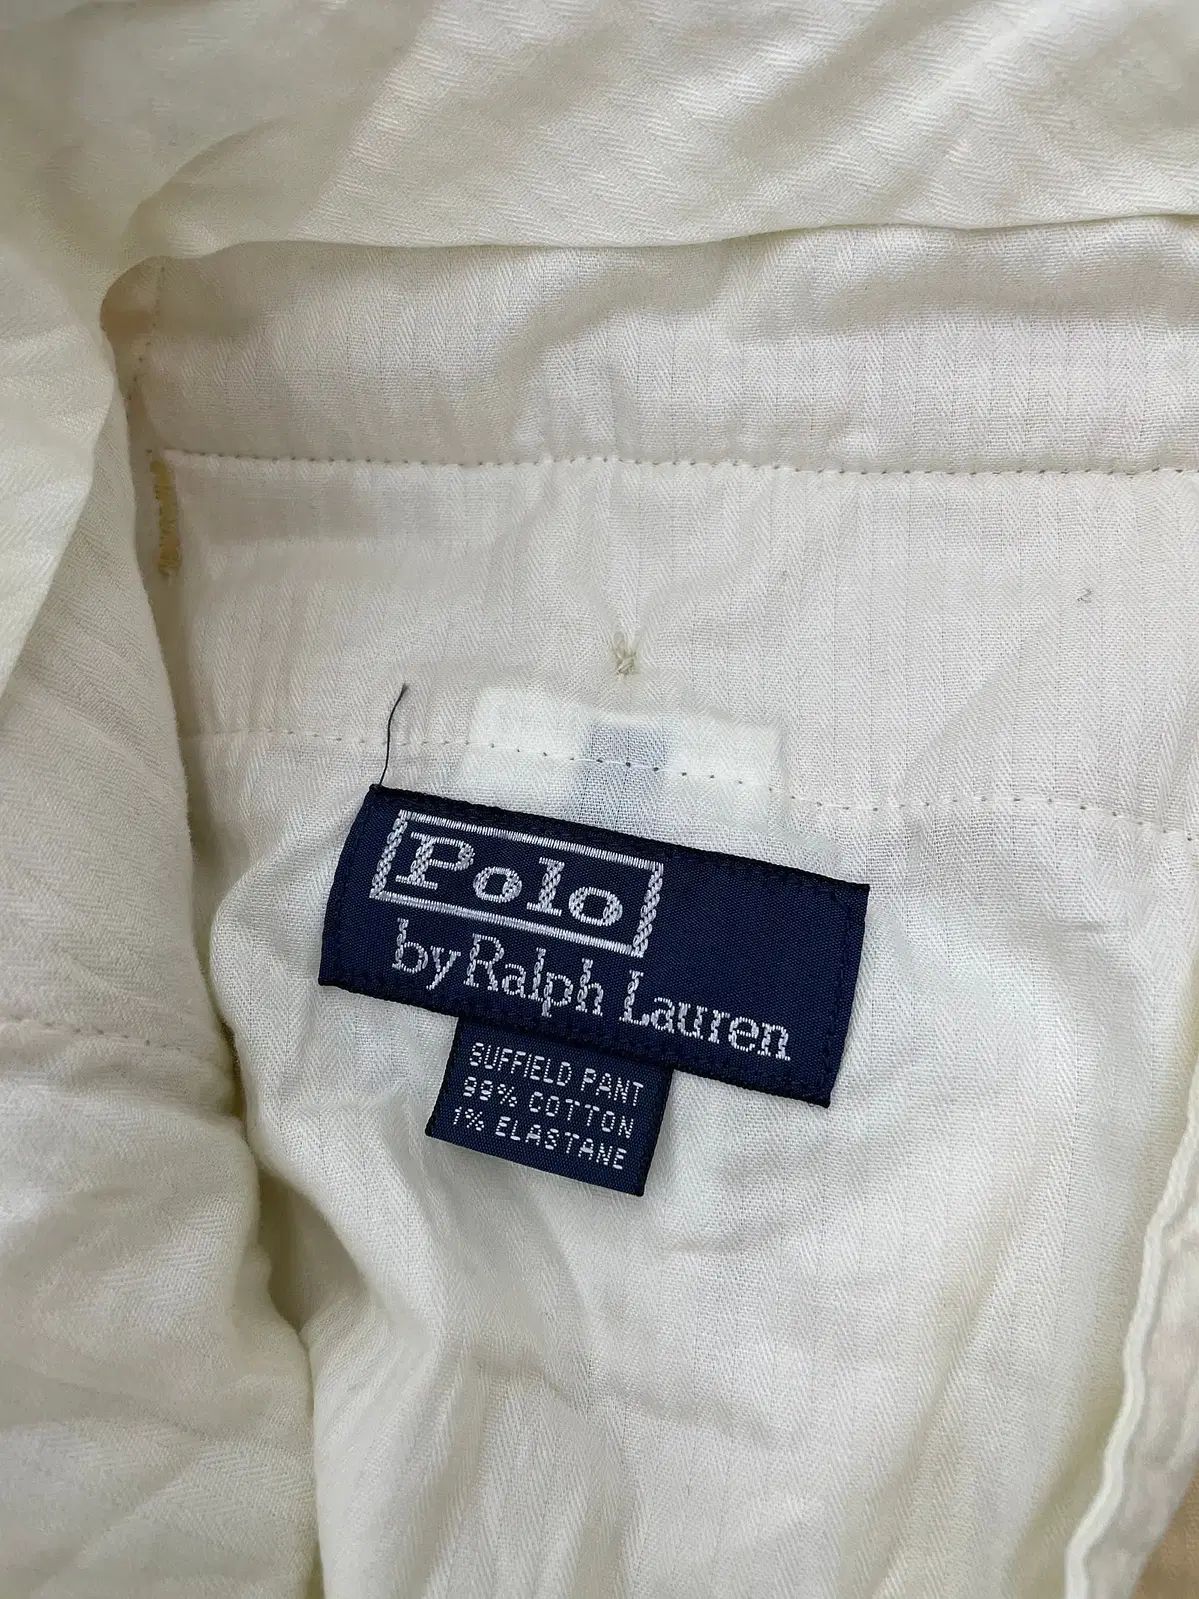 Polo
by Ralph Lauren
SUFFIELD PANT
99% COTTON
1% ELASTANE